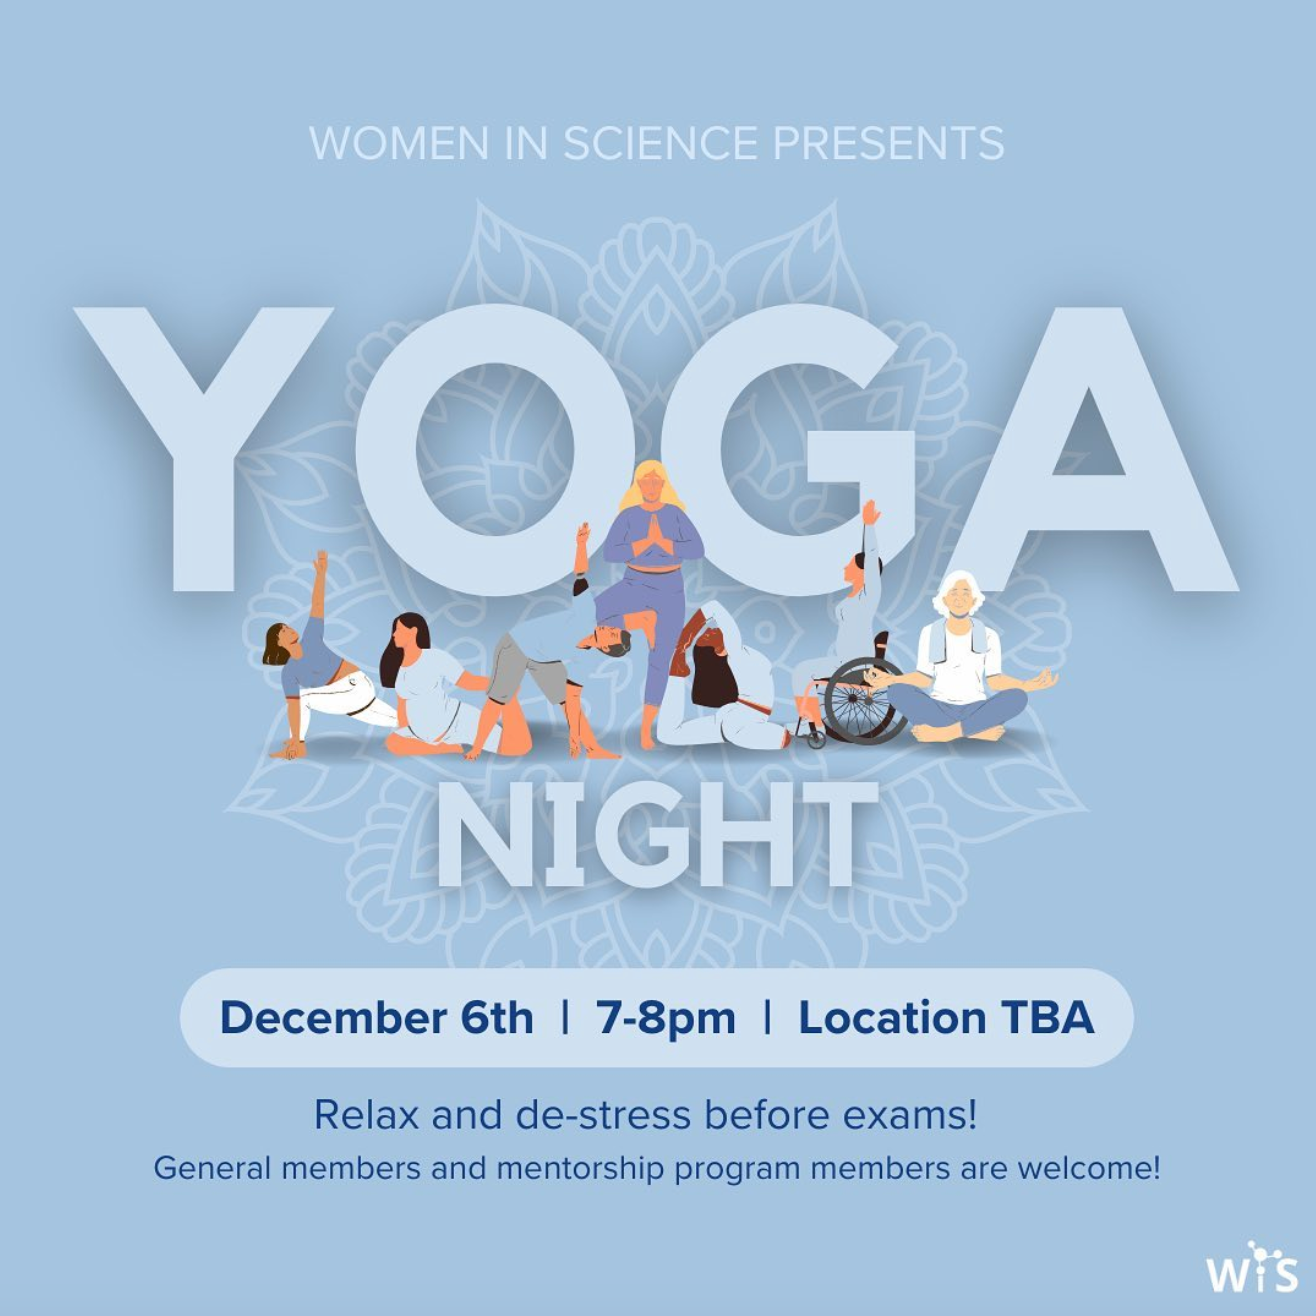 WOMEN IN SCIENCE PRESENTS
YOGA
NIGHT
December 6th | 7-8pm | Location TBA
Relax and de-stress before exams!
General members and mentorship program members are welcome!
WiS